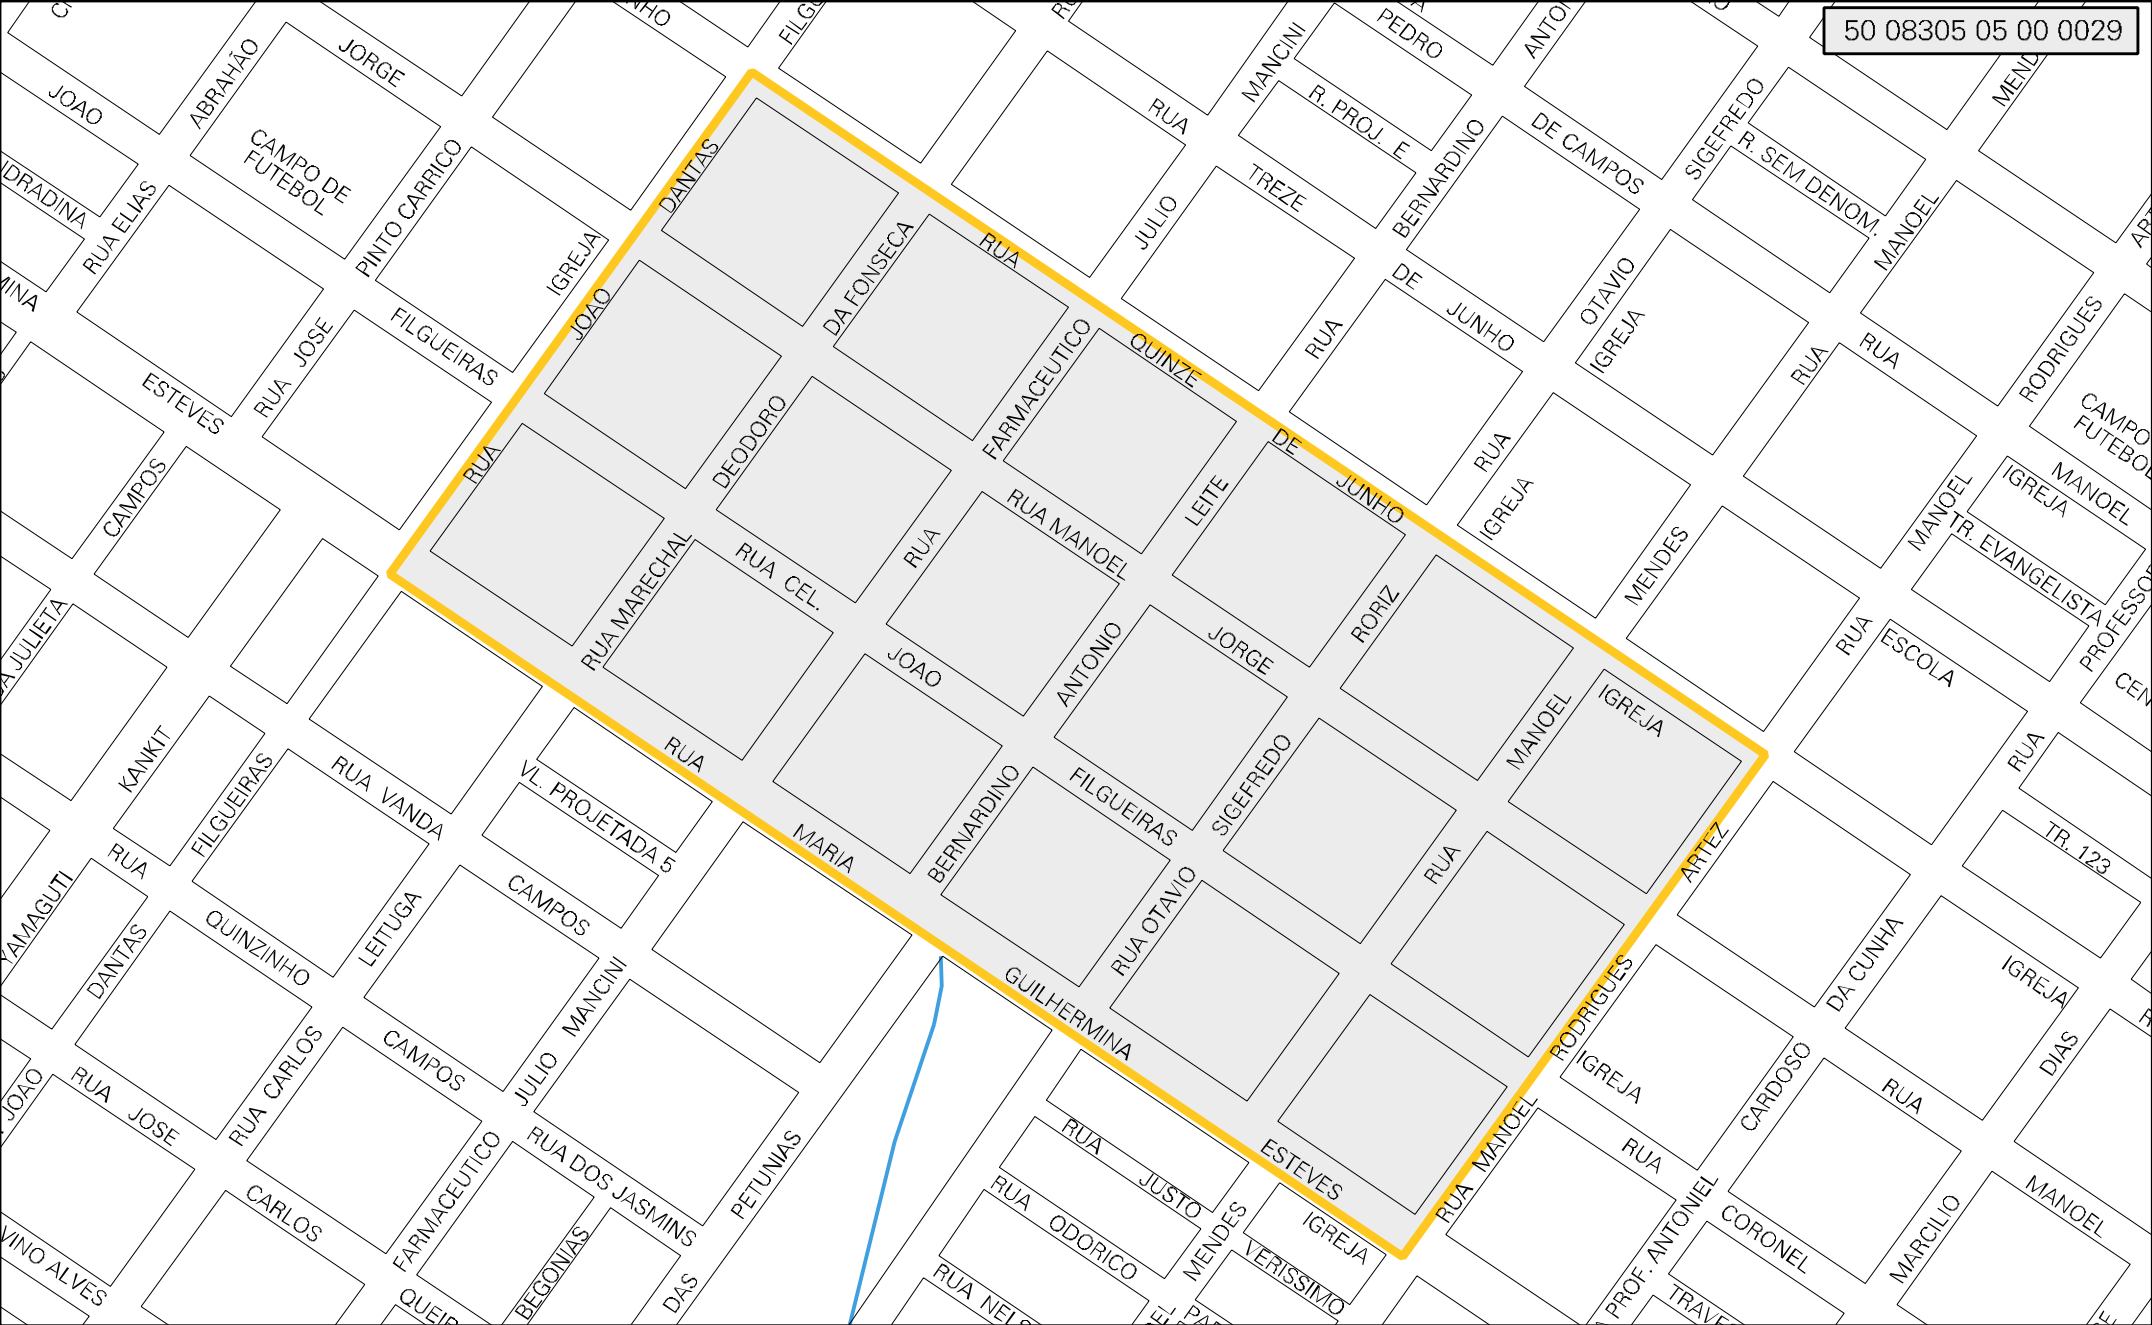 50 08305 05 00 0029
JORGE
ABRAHÃO
JOAO
CAMPO DE
FUTEBOL
PINTO CARRICO
RUA ELIAS
IGREJA
FILGUEIRAS
RUA JOSE
ESTEVES
CAMPOS
MANCINI
PEDRO
RUA
R. PROJ. E
TREZE
JULIO
BERNARDINO
DE CAMPOS
SIGEFREDO
R. SEM DENOM.
MANOEL
DE
JUNHO
RUA
OTAVIO
IGREJA
RUA
RUA
RODRIGUES
RUA
IGREJA
MENDES
MANOEL
IGREJA
MANOEL
TR. EVANGELISTA
RUA
ESCOLA
RUA
TR. 123
DANTAS
JOAO
RUA
DA FONSECA
RUA
QUINZE
DE
JUNHO
FARMACEUTICO
DEODORO
RUA MARECHAL
RUA CEL.
RUA
RUA MANOEL
LEITE
JORGE
RORIZ
JOAO
ANTONIO
BERNARDINO
FILGUEIRAS
SIGEFREDO
RUA OTAVIO
MANOEL
IGREJA
RUA
RUA
MARIA
GUILHERMINA
ESTEVES
ARTEZ
RODRIGUES
RUA MANOEL
KANKIT
FILGUEIRAS
RUA VANDA
VL. PROJETADA 5
CAMPOS
RUA
QUINZINHO
YAMAGUTI
DANTAS
LEITUGA
JULIO MANCINI
CAMPOS
RUA CARLOS
RUA JOSE
JOAO
CARLOS
FARMACEUTICO
RUA DOS JASMINS
BEGONIAS
DAS
PETUNIAS
RUA JUSTO
RUA ODORICO
MENDES
IGREJA
VERISSIMO
DA CUNHA
IGREJA
DIAS
IGREJA
CARDOSO
RUA
RUA
MANOEL
PROF. ANTONIEL
CORONEL
MARCILIO